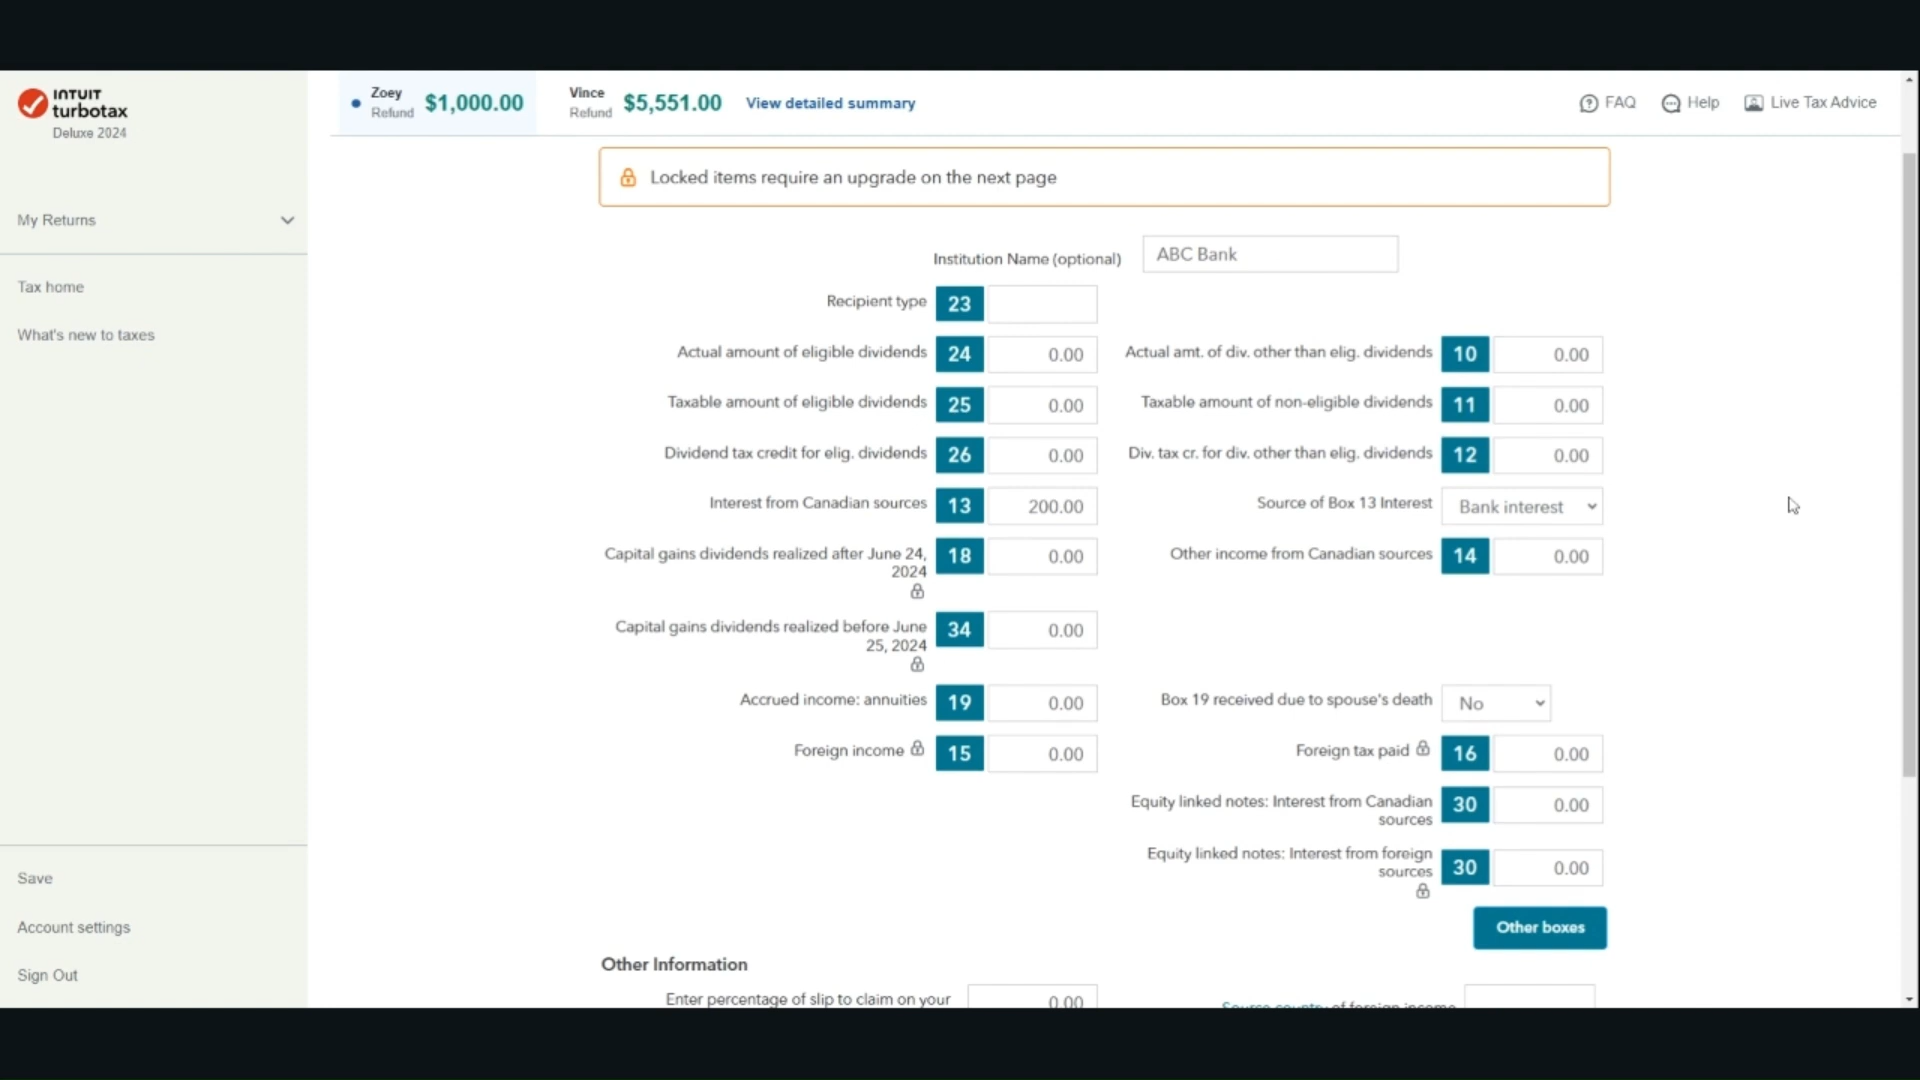 INTUIT
turbotax
Deluxe 2024
My Returns
Tax home
What's new to taxes
Save
Account settings
Sign Out
Zoey
Refund
$1,000.00
Vince
Refund
$5,551.00
View detailed summary
FAQ
Help
Live Tax Advice
Locked items require an upgrade on the next page
Institution Name (optional) ABC Bank
Recipient type 23
Actual amount of eligible dividends 24 0.00
Actual amt. of div. other than elig. dividends 10 0.00
Taxable amount of eligible dividends 25 0.00
Taxable amount of non-eligible dividends 11 0.00
Dividend tax credit for elig. dividends 26 0.00
Div. tax cr. for div. other than elig. dividends 12 0.00
Interest from Canadian sources 13 200.00
Source of Box 13 Interest Bank interest
Capital gains dividends realized after June 24,
2024
18 0.00
Other income from Canadian sources 14 0.00
Capital gains dividends realized before June
25, 2024
34 0.00
Accrued income: annuities 19 0.00
Box 19 received due to spouse's death No
Foreign income 15 0.00
Foreign tax paid 16 0.00
Equity linked notes: Interest from Canadian
sources
30 0.00
Equity linked notes: Interest from foreign
sources
30 0.00
Other boxes
Other Information
Enter percentage of slip to claim on your 0.00
Source country of foreign income